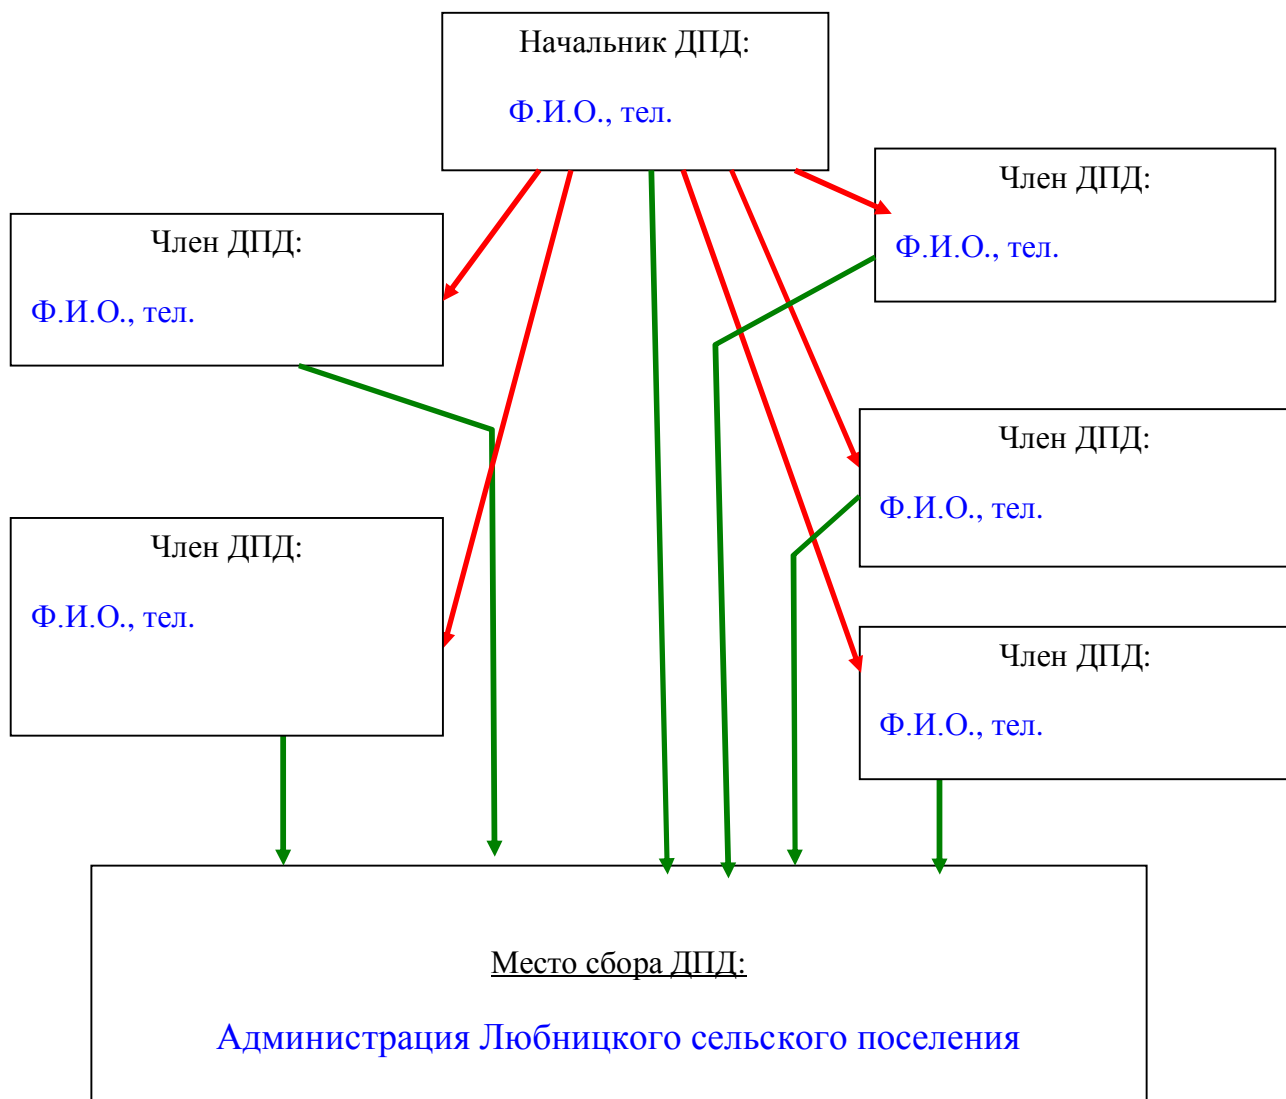 Начальник ДПД:
Ф.И.О., тел.
Член ДПД:
Ф.И.О., тел.
Член ДПД:
Ф.И.О., тел.
Член ДПД:
Ф.И.О., тел.
Член ДПД:
Ф.И.О., тел.
Член ДПД:
Ф.И.О., тел.
Место сбора ДПД:
Администрация Любницкого сельского поселения